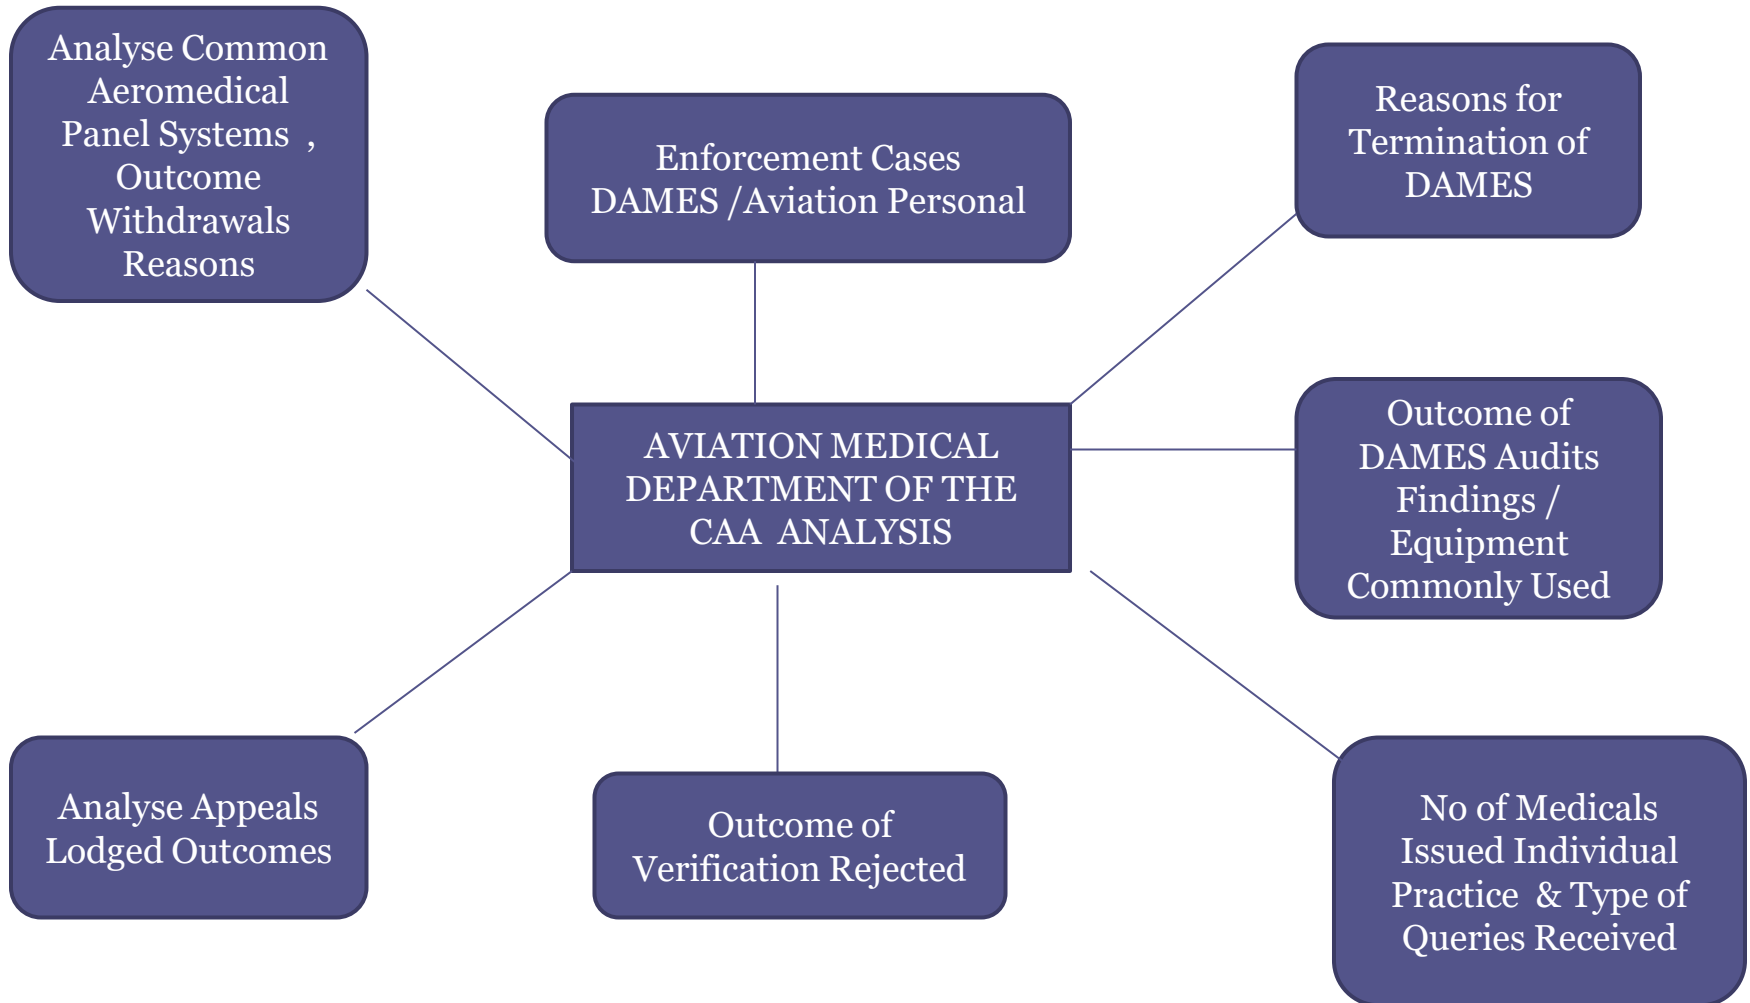 Analyse Common
Aeromedical
Panel Systems  ,
Outcome
Withdrawals
Reasons
Enforcement Cases
DAMES /Aviation Personal
Reasons for
Termination of
DAMES
AVIATION MEDICAL
DEPARTMENT OF THE
CAA  ANALYSIS
Outcome of
DAMES Audits
Findings /
Equipment
Commonly Used
Analyse Appeals
Lodged Outcomes
Outcome of
Verification Rejected
No of Medicals
Issued Individual
Practice  & Type of
Queries Received